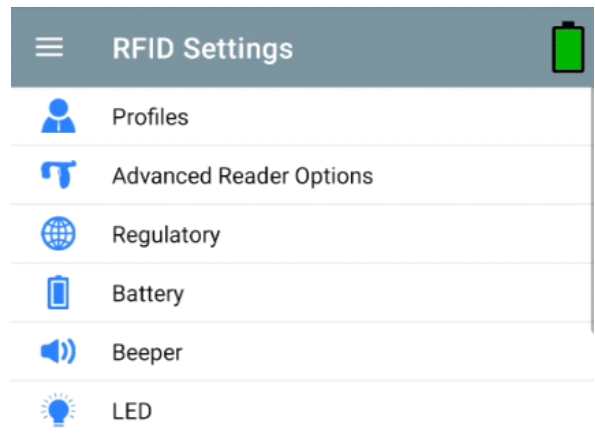 RFID Settings
Profiles
Advanced Reader Options
Regulatory
Battery
Beeper
LED